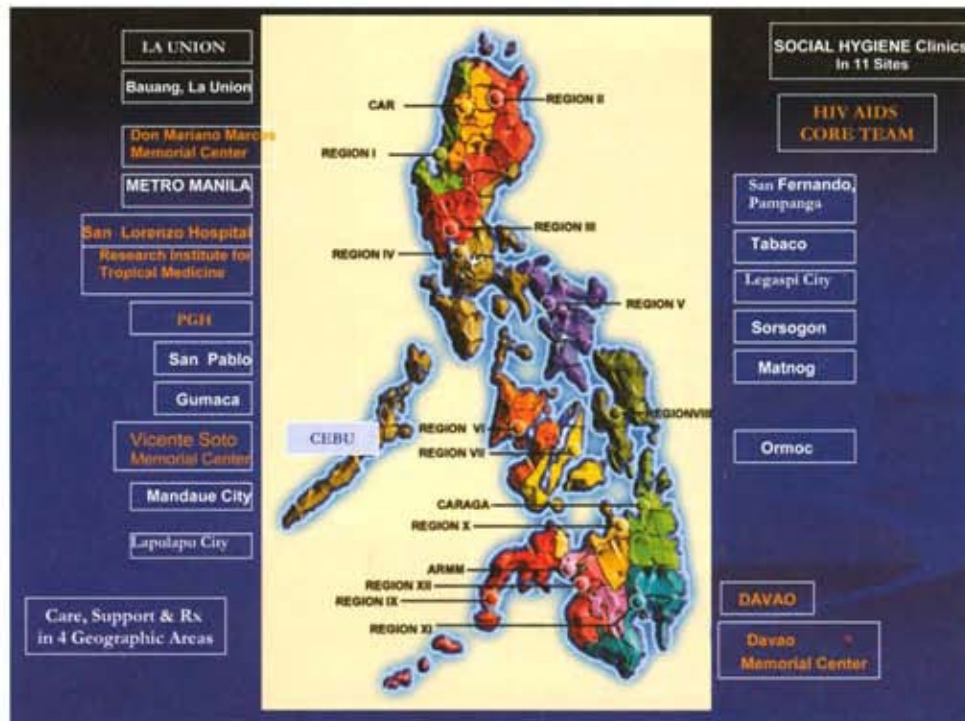 LA UNION
Bauang, La Union
Don Mariano Marcos
Memorial Center
METRO MANILA
San Lorenzo Hospital
Research Institute for
Tropical Medicine
PGH
San Pablo
Gumaca
Vicente Soto
Memorial Center
Mandaue City
Lapulapu City
Care, Support & Rx
in 4 Geographic Areas
CEBU
CAR
REGION II
REGION I
REGION III
REGION IV
REGION V
REGION VI
REGIONVIII
REGION VII
CARAGA
REGION X
ARMM
REGION XII
REGION IX
REGION XI
SOCIAL HYGIENE Clinics
In 11 Sites
HIV AIDS
CORE TEAM
San Fernando,
Pampanga
Tabaco
Legaspi City
Sorsogon
Matnog
Ormoc
DAVAO
Davao
Memorial Center